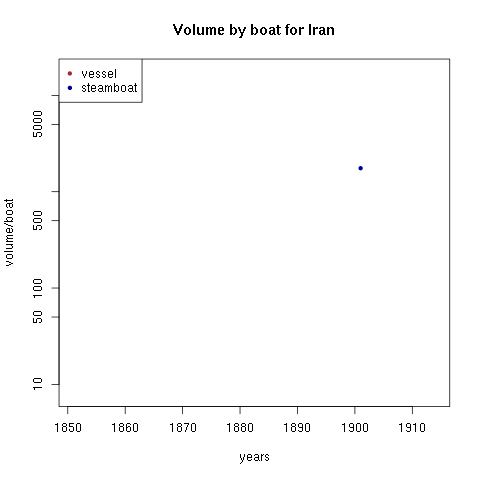 Volume by boat for Iran
vessel
steamboat
volume/boat
5000
500
100
50
10
1850 1860 1870 1880 1890 1900 1910
years